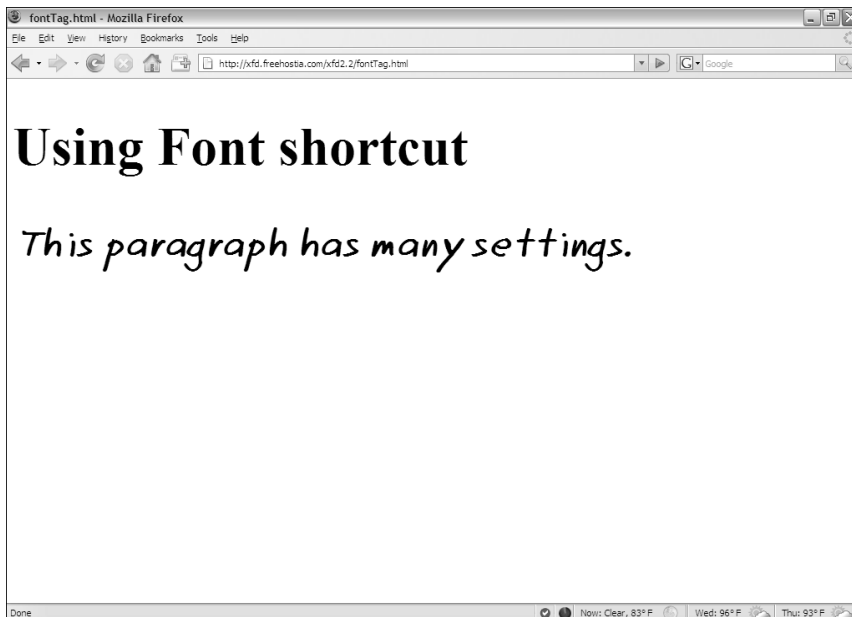 fontTag.html - Mozilla Firefox
File Edit View History Bookmarks Tools Help
http://xfd.freehostia.com/xfd2.2/fontTag.html G Google
Using Font shortcut
This paragraph has many settings.
Done Now: Clear, 83° F Wed: 96° F Thu: 93° F